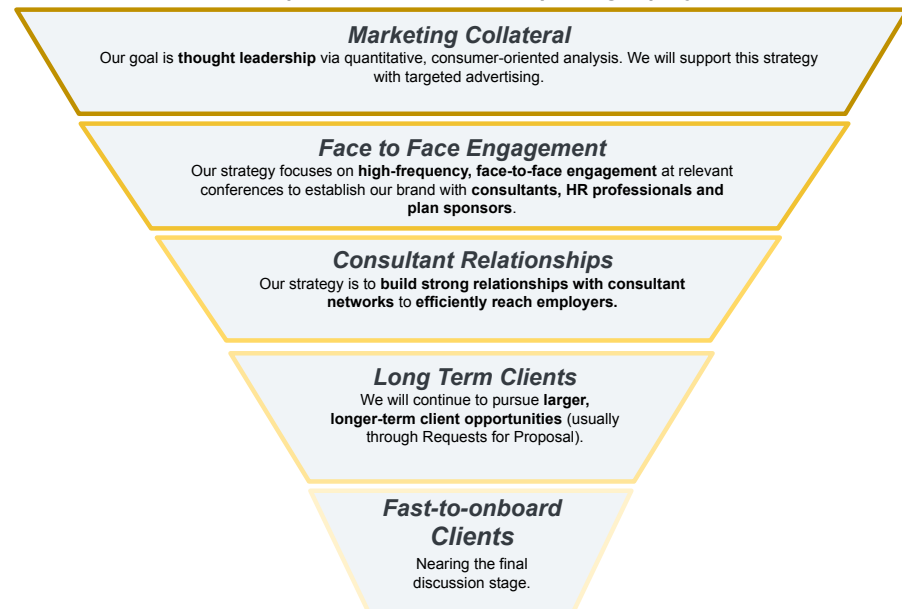 Marketing Collateral
Our goal is thought leadership via quantitative, consumer-oriented analysis. We will support this strategy
with targeted advertising.
Face to Face Engagement
Our strategy focuses on high-frequency, face-to-face engagement at relevant
conferences to establish our brand with consultants, HR professionals and
plan sponsors.
Consultant Relationships
Our strategy is to build strong relationships with consultant
networks to efficiently reach employers.
Long Term Clients
We will continue to pursue larger,
longer-term client opportunities (usually
through Requests for Proposal).
Fast-to-onboard
Clients
Nearing the final
discussion stage.